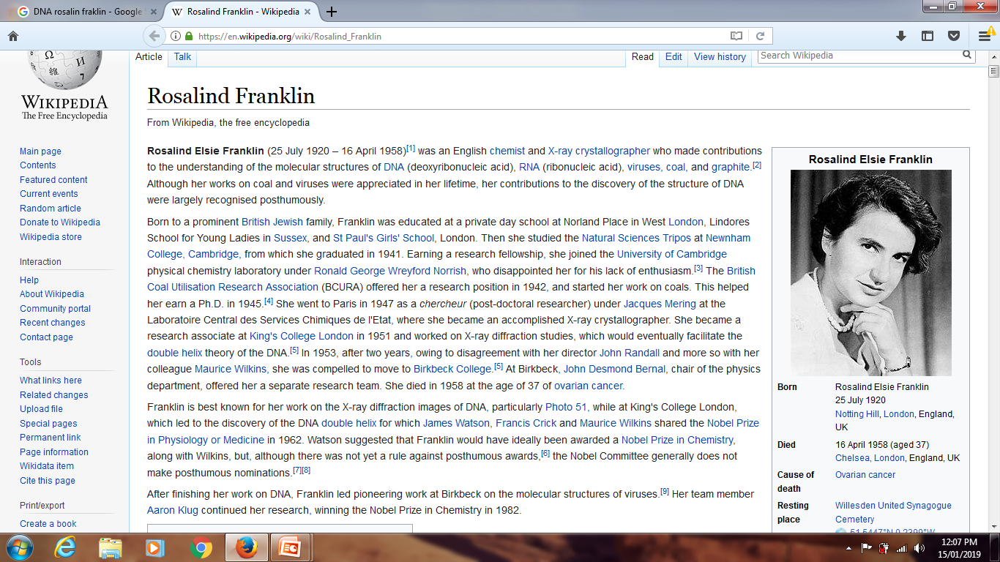 DNA rosalin fraklin - Google
Rosalind Franklin - Wikipedia
https://en.wikipedia.org/wiki/Rosalind_Franklin
Article
Talk
Read
Edit
View history
Search Wikipedia
Ω
И
維
7
WIKIPEDIA
The Free Encyclopedia
Main page
Contents
Featured content
Current events
Random article
Donate to Wikipedia
Wikipedia store
Interaction
Help
About Wikipedia
Community portal
Recent changes
Contact page
Tools
What links here
Related changes
Upload file
Special pages
Permanent link
Page information
Wikidata item
Cite this page
Print/export
Create a book
Rosalind Franklin
From Wikipedia, the free encyclopedia
Rosalind Elsie Franklin (25 July 1920 – 16 April 1958)[1] was an English chemist and X-ray crystallographer who made contributions
to the understanding of the molecular structures of DNA (deoxyribonucleic acid), RNA (ribonucleic acid), viruses, coal, and graphite.[2]
Although her works on coal and viruses were appreciated in her lifetime, her contributions to the discovery of the structure of DNA
were largely recognised posthumously.
Born to a prominent British Jewish family, Franklin was educated at a private day school at Norland Place in West London, Lindores
School for Young Ladies in Sussex, and St Paul's Girls' School, London. Then she studied the Natural Sciences Tripos at Newnham
College, Cambridge, from which she graduated in 1941. Earning a research fellowship, she joined the University of Cambridge
physical chemistry laboratory under Ronald George Wreyford Norrish, who disappointed her for his lack of enthusiasm.[3] The British
Coal Utilisation Research Association (BCURA) offered her a research position in 1942, and started her work on coals. This helped
her earn a Ph.D. in 1945.[4] She went to Paris in 1947 as a chercheur (post-doctoral researcher) under Jacques Mering at the
Laboratoire Central des Services Chimiques de l'Etat, where she became an accomplished X-ray crystallographer. She became a
research associate at King's College London in 1951 and worked on X-ray diffraction studies, which would eventually facilitate the
double helix theory of the DNA.[5] In 1953, after two years, owing to disagreement with her director John Randall and more so with her
colleague Maurice Wilkins, she was compelled to move to Birkbeck College.[5] At Birkbeck, John Desmond Bernal, chair of the physics
department, offered her a separate research team. She died in 1958 at the age of 37 of ovarian cancer.
Franklin is best known for her work on the X-ray diffraction images of DNA, particularly Photo 51, while at King's College London,
which led to the discovery of the DNA double helix for which James Watson, Francis Crick and Maurice Wilkins shared the Nobel Prize
in Physiology or Medicine in 1962. Watson suggested that Franklin would have ideally been awarded a Nobel Prize in Chemistry,
along with Wilkins, but, although there was not yet a rule against posthumous awards,[6] the Nobel Committee generally does not
make posthumous nominations.[7][8]
After finishing her work on DNA, Franklin led pioneering work at Birkbeck on the molecular structures of viruses.[9] Her team member
Aaron Klug continued her research, winning the Nobel Prize in Chemistry in 1982.
Rosalind Elsie Franklin
Born Rosalind Elsie Franklin
25 July 1920
Notting Hill, London, England,
UK
Died 16 April 1958 (aged 37)
Chelsea, London, England, UK
Cause of Ovarian cancer
death
Resting Willesden United Synagogue
place Cemetery
51.5447°N 0.2399°W
12:07 PM
15/01/2019